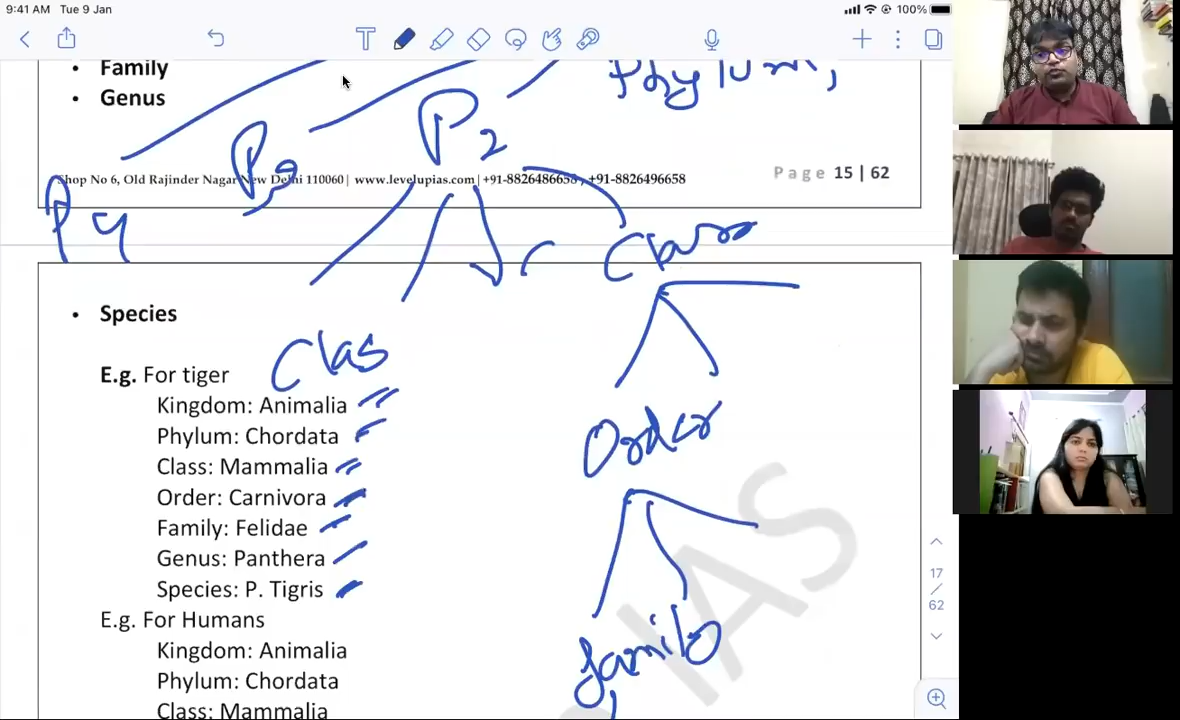 9:41 AM Tue 9 Jan
100%
T
• Family
Phylum,
• Genus
P2
P3
Page 15 | 62
Shop No 6, Old Rajinder Nagar New Delhi 110060| www.levelupias.com |+91-8826486658, +91-8826496658
P4
Class
• Species
Clas
E.g. For tiger
Kingdom: Animalia
Phylum: Chordata
Order
Class: Mammalia
Order: Carnivora
Family: Felidae
Genus: Panthera
Species: P. Tigris
17
/
62
E.g. For Humans
Kingdom: Animalia
family
Phylum: Chordata
Class: Mammalia
IAS